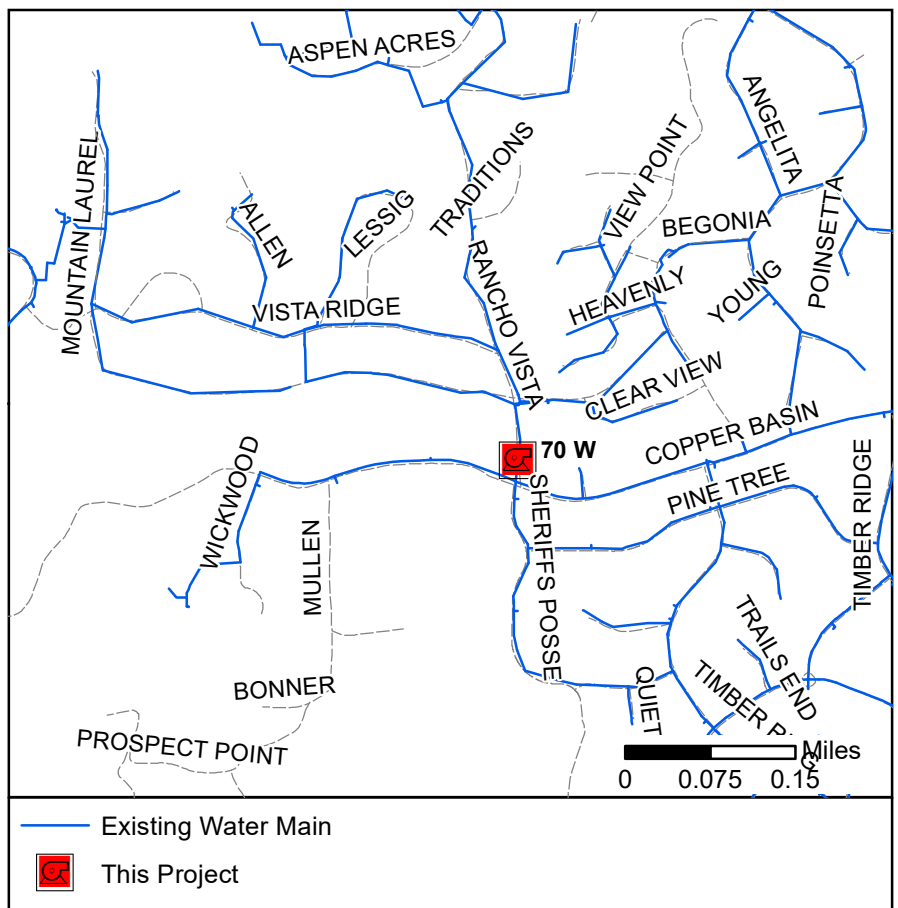 ASPEN ACRES
ANGELITA
MOUNTAIN LAUREL
TRADITIONS
VIEW POINT
ALLEN
LESSIG
BEGONIA
POINSETTA
RANCHO VISTA
HEAVENLY
YOUNG
VISTA RIDGE
CLEAR VIEW
COPPER BASIN
70 W
WICKWOOD
SHERIFFS POSSE
PINE TREE
TIMBER RIDGE
MULLEN
TRAILS END
BONNER
QUIET
TIMBER RIDG
PROSPECT POINT
Miles
0 0.075 0.15
Existing Water Main
This Project